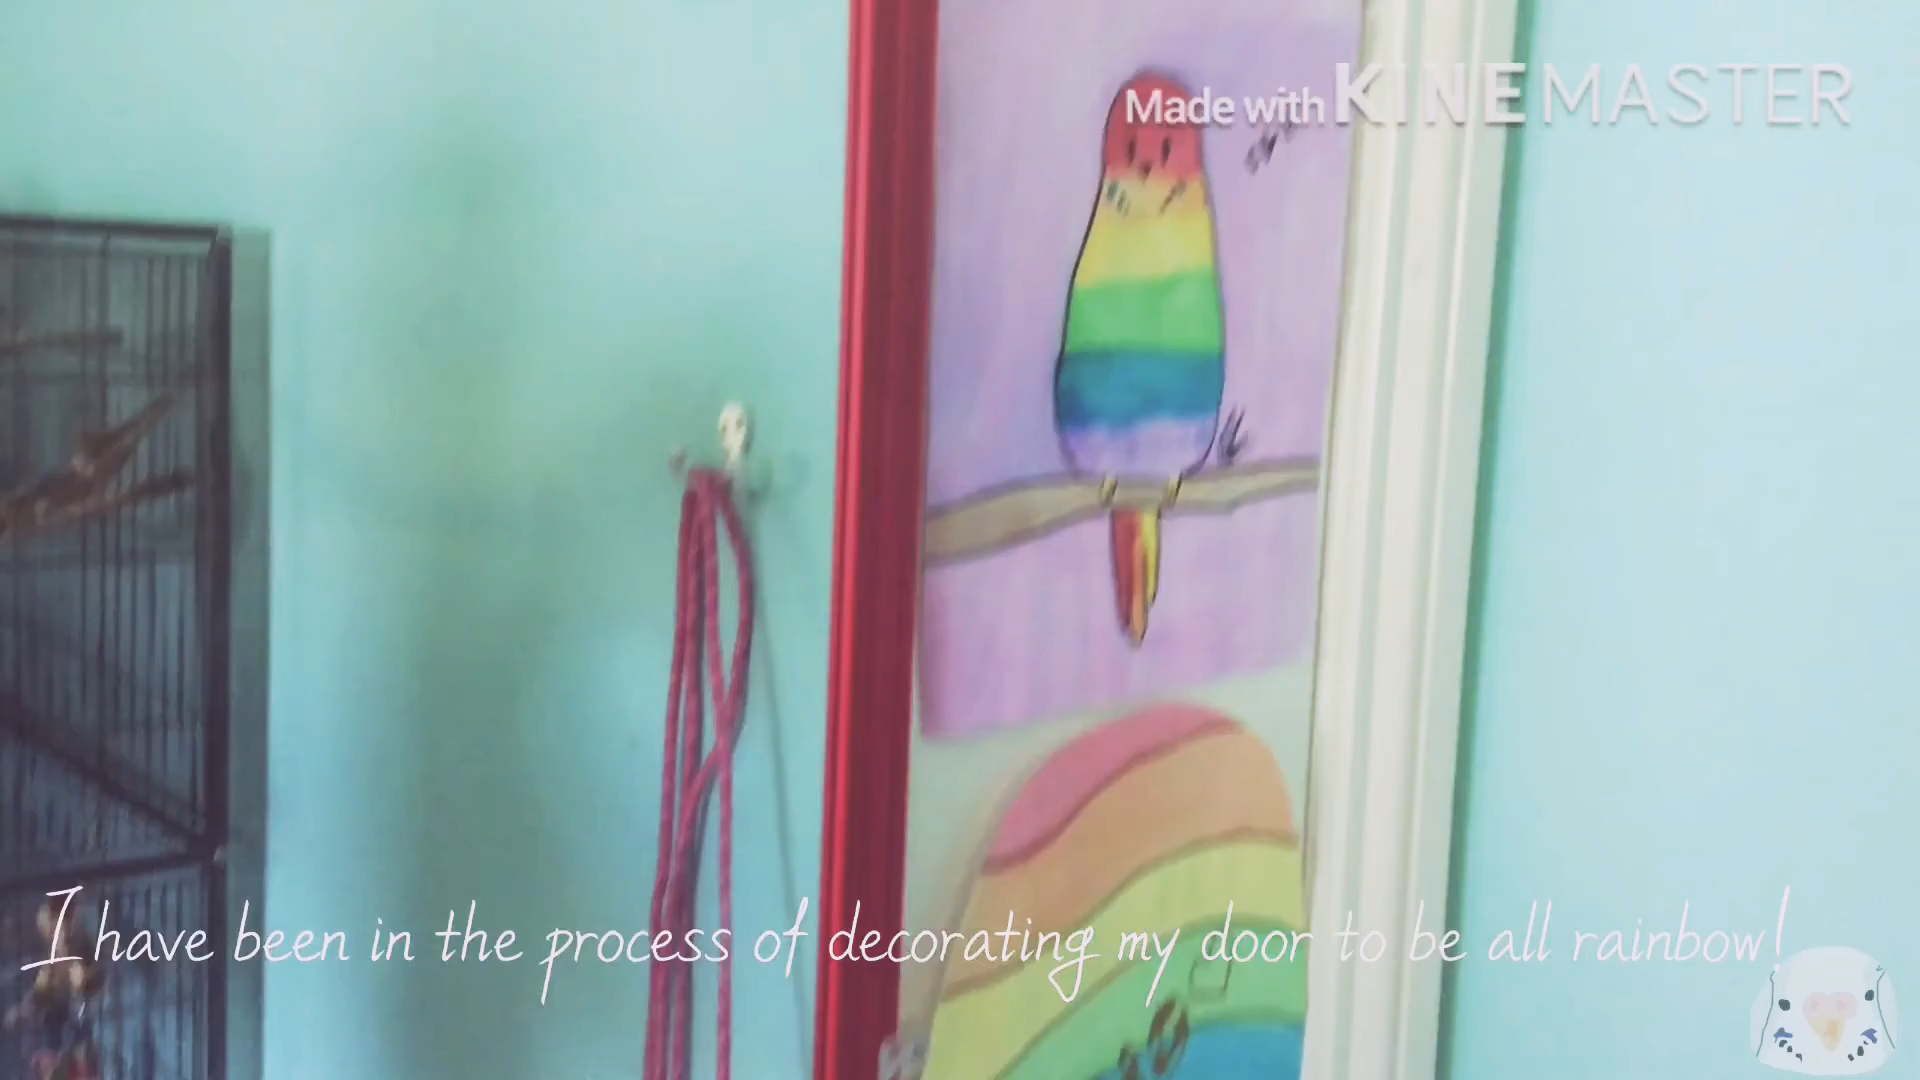 Made with KINEMASTER
I have been in the process of decorating my door to be all rainbow!